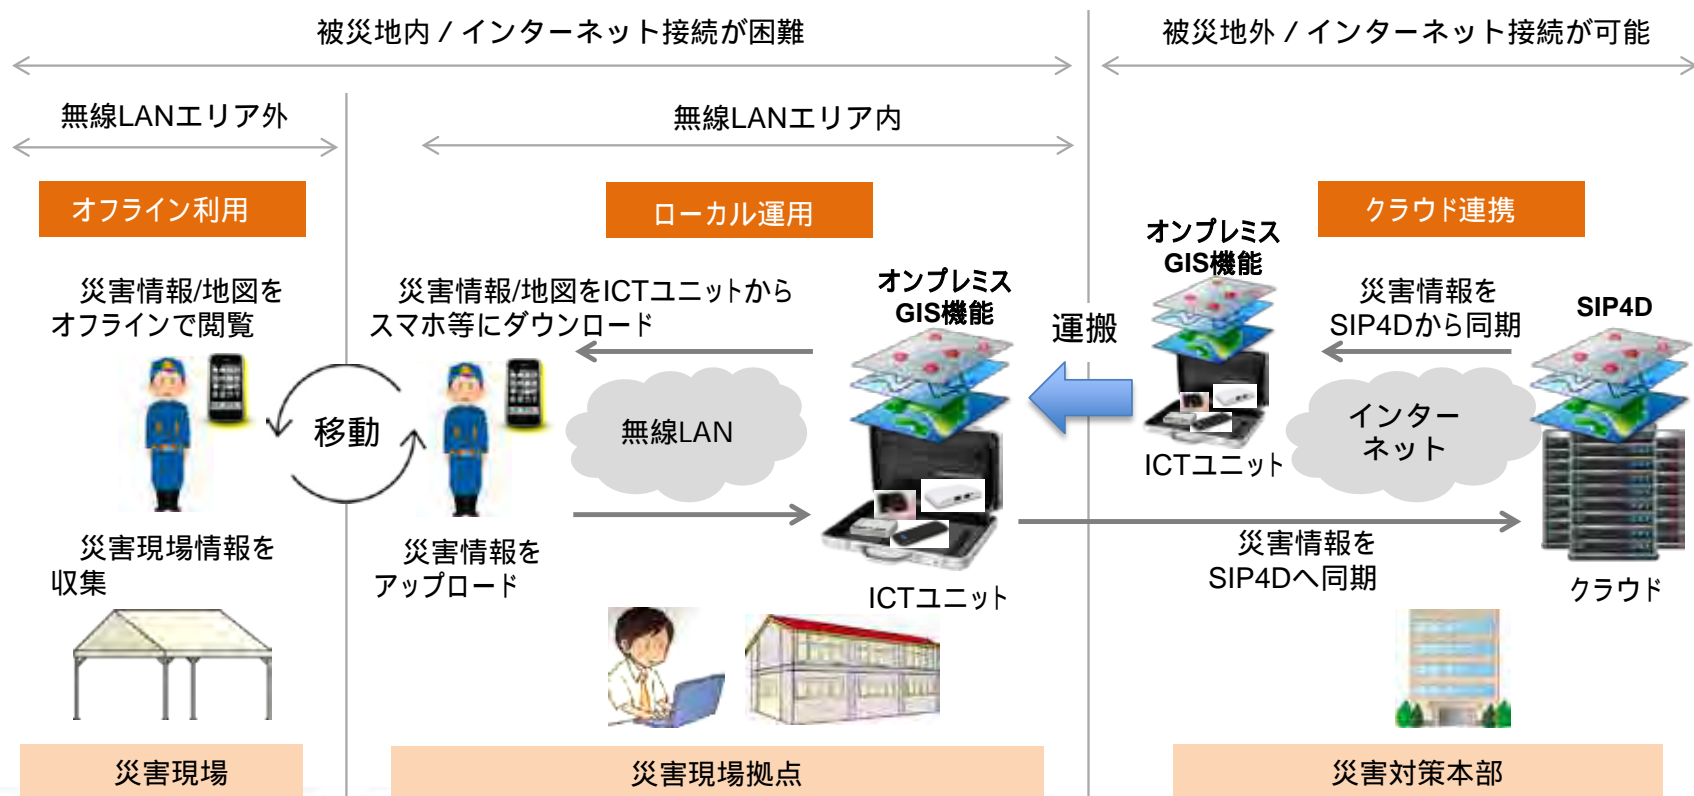 被災地内 / インターネット接続が困難
被災地外 / インターネット接続が可能
無線LANエリア外
無線LANエリア内
オフライン利用
災害情報/地図を
オフラインで閲覧
移動
災害現場情報を
収集
災害現場
ローカル運用
災害情報/地図をICTユニットから
スマホ等にダウンロード
無線LAN
災害情報を
アップロード
オンプレミス
GIS機能
ICTユニット
災害現場拠点
運搬
クラウド連携
オンプレミス
GIS機能
ICTユニット
災害情報を
SIP4Dから同期
インター
ネット
SIP4D
クラウド
災害情報を
SIP4Dへ同期
災害対策本部